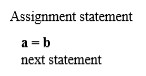 Assignment statement
a = b
next statement